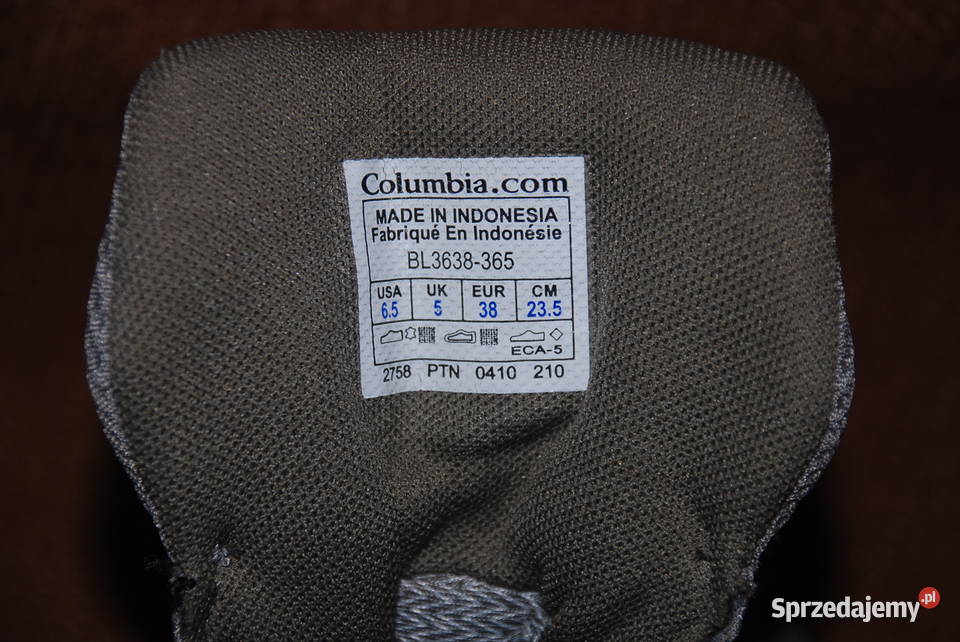 Columbia.com
MADE IN INDONESIA
Fabriqué En Indonésie
BL3638-365
USA UK EUR CM
6.5 5 38 23.5
ECA-5
2758 PTN 0410 210
Sprzedajemy.pl